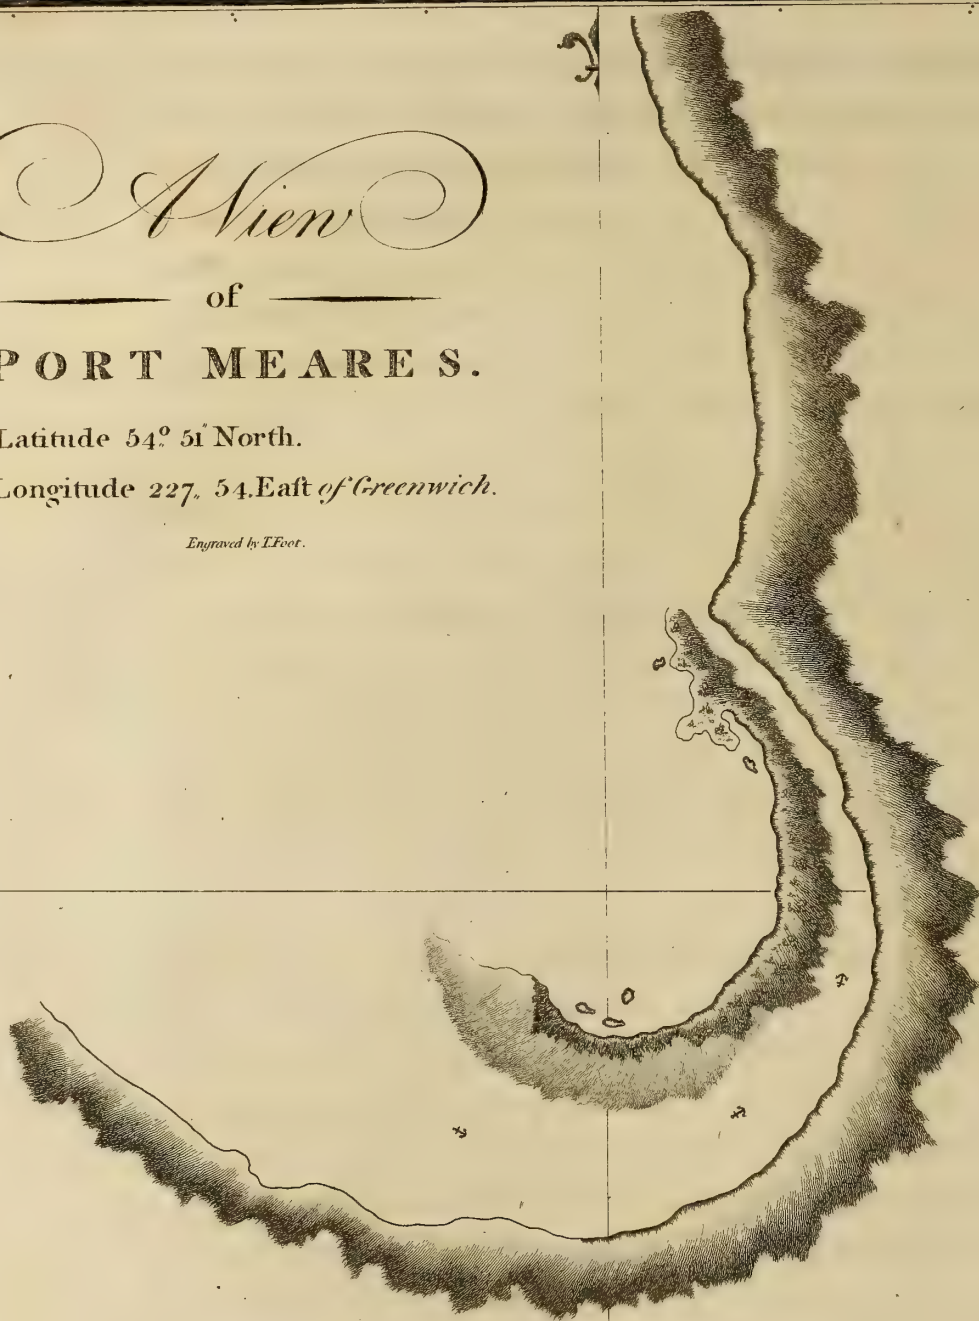 A View
of
PORT MEARES.
Latitude 54.° 51" North.
Longitude 227,, 54. Eaſt of Greenwich.
Engraved by T. Foot.